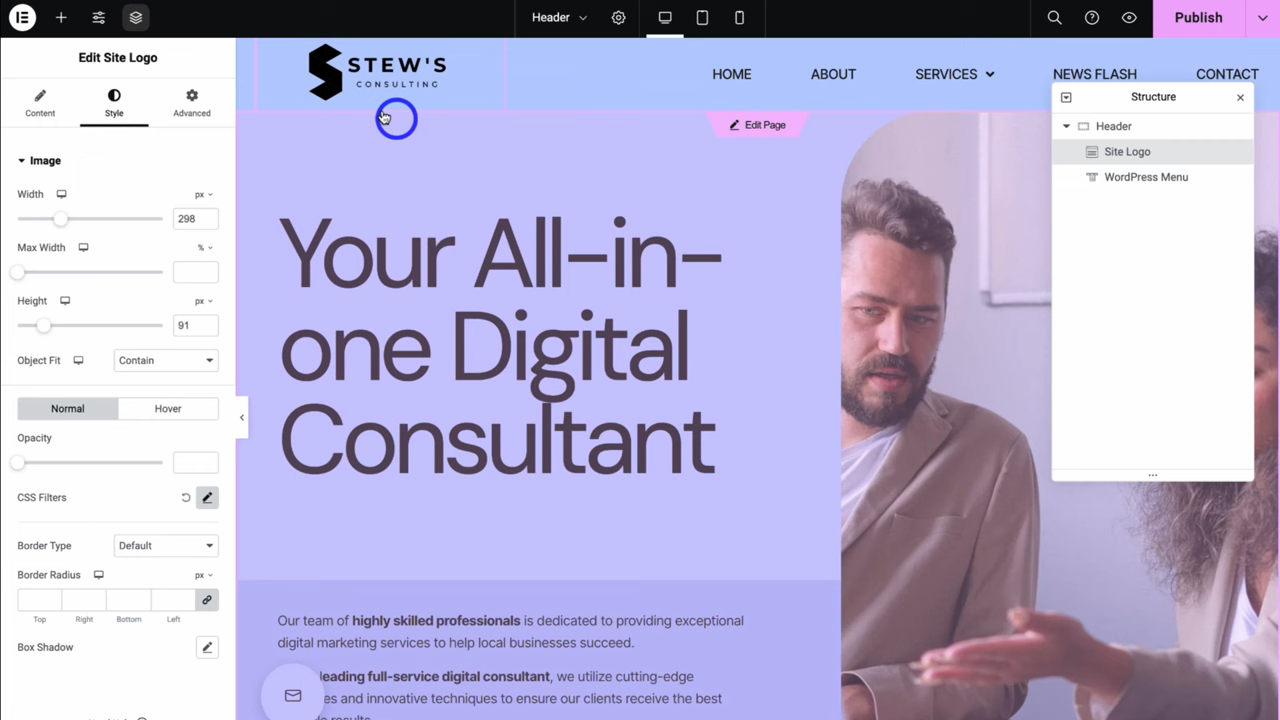 Header
Publish
Edit Site Logo
Content
Style
Advanced
Image
Width
px
298
Max Width
%
Height
px
91
Object Fit
Contain
Normal
Hover
Opacity
CSS Filters
Border Type
Default
Border Radius
px
Top
Right
Bottom
Left
Box Shadow
STEW'S
CONSULTING
HOME
ABOUT
SERVICES
NEWS FLASH
CONTACT
Edit Page
Your All-in-
one Digital
Consultant
Our team of highly skilled professionals is dedicated to providing exceptional
digital marketing services to help local businesses succeed.
leading full-service digital consultant, we utilize cutting-edge
and innovative techniques to ensure our clients receive the best
results.
Structure
Header
Site Logo
WordPress Menu